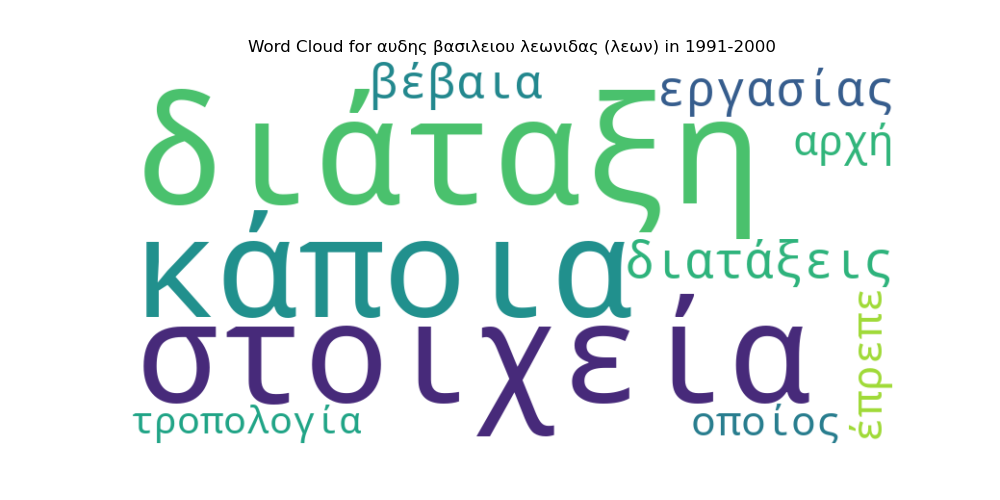 Word Cloud for αυδης βασιλειου λεωνιδας (λεων) in 1991-2000
βέβαια
εργασίας
διάταξη
αρχή
κάποια
διατάξεις
στοιχεία
έπρεπε
τροπολογία
οποίος